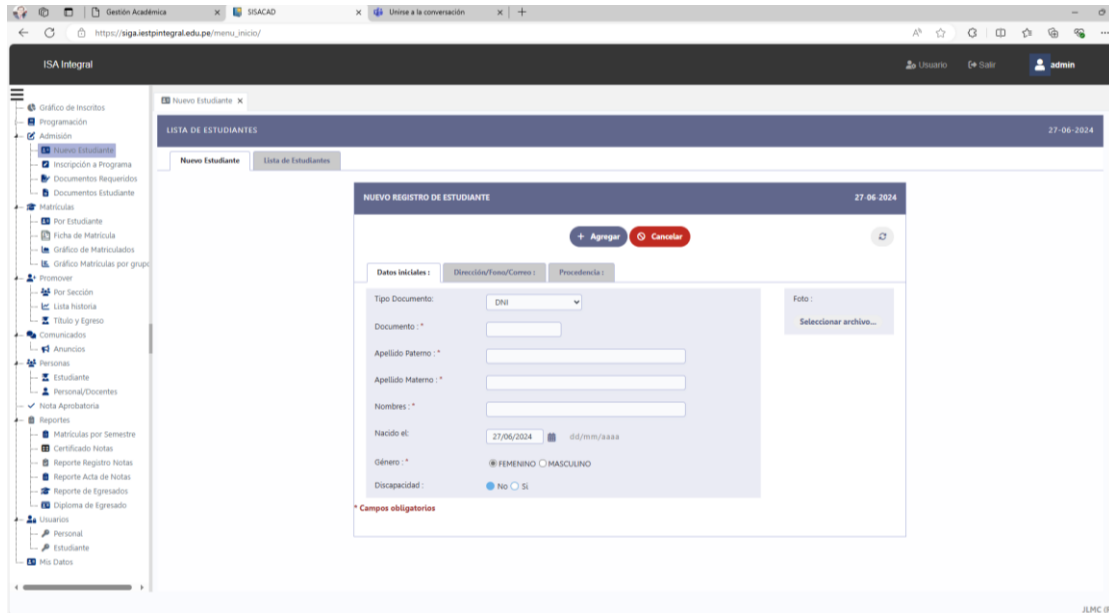 Gestión Académica
SISACAD
Unirse a la conversación
https://siga.iestpintegral.edu.pe/menu_inicio/
ISA Integral
Usuario
Salir
admin
Gráfico de Inscritos
Programación
Admisión
Nuevo Estudiante
Inscripción a Programa
Documentos Requeridos
Documentos Estudiante
Matrículas
Por Estudiante
Ficha de Matrícula
Gráfico de Matriculados
Gráfico Matriculas por grupo
Promover
Por Sección
Lista historia
Título y Egreso
Comunicados
Anuncios
Personas
Estudiante
Personal/Docentes
Nota Aprobatoria
Reportes
Matrículas por Semestre
Certificado Notas
Reporte Registro Notas
Reporte Acta de Notas
Reporte de Egresados
Diploma de Egresado
Usuarios
Personal
Estudiante
Mis Datos
Nuevo Estudiante
LISTA DE ESTUDIANTES 27-06-2024
Nuevo Estudiante Lista de Estudiantes
NUEVO REGISTRO DE ESTUDIANTE 27-06-2024
+ Agregar Cancelar
Datos iniciales : Dirección/Fono/Correo : Procedencia :
Tipo Documento: DNI
Documento : *
Apellido Paterno : *
Apellido Materno : *
Nombres : *
Nacido el: 27/06/2024 dd/mm/aaaa
Género : * FEMENINO MASCULINO
Discapacidad : No Si
* Campos obligatorios
Foto :
Seleccionar archivo...